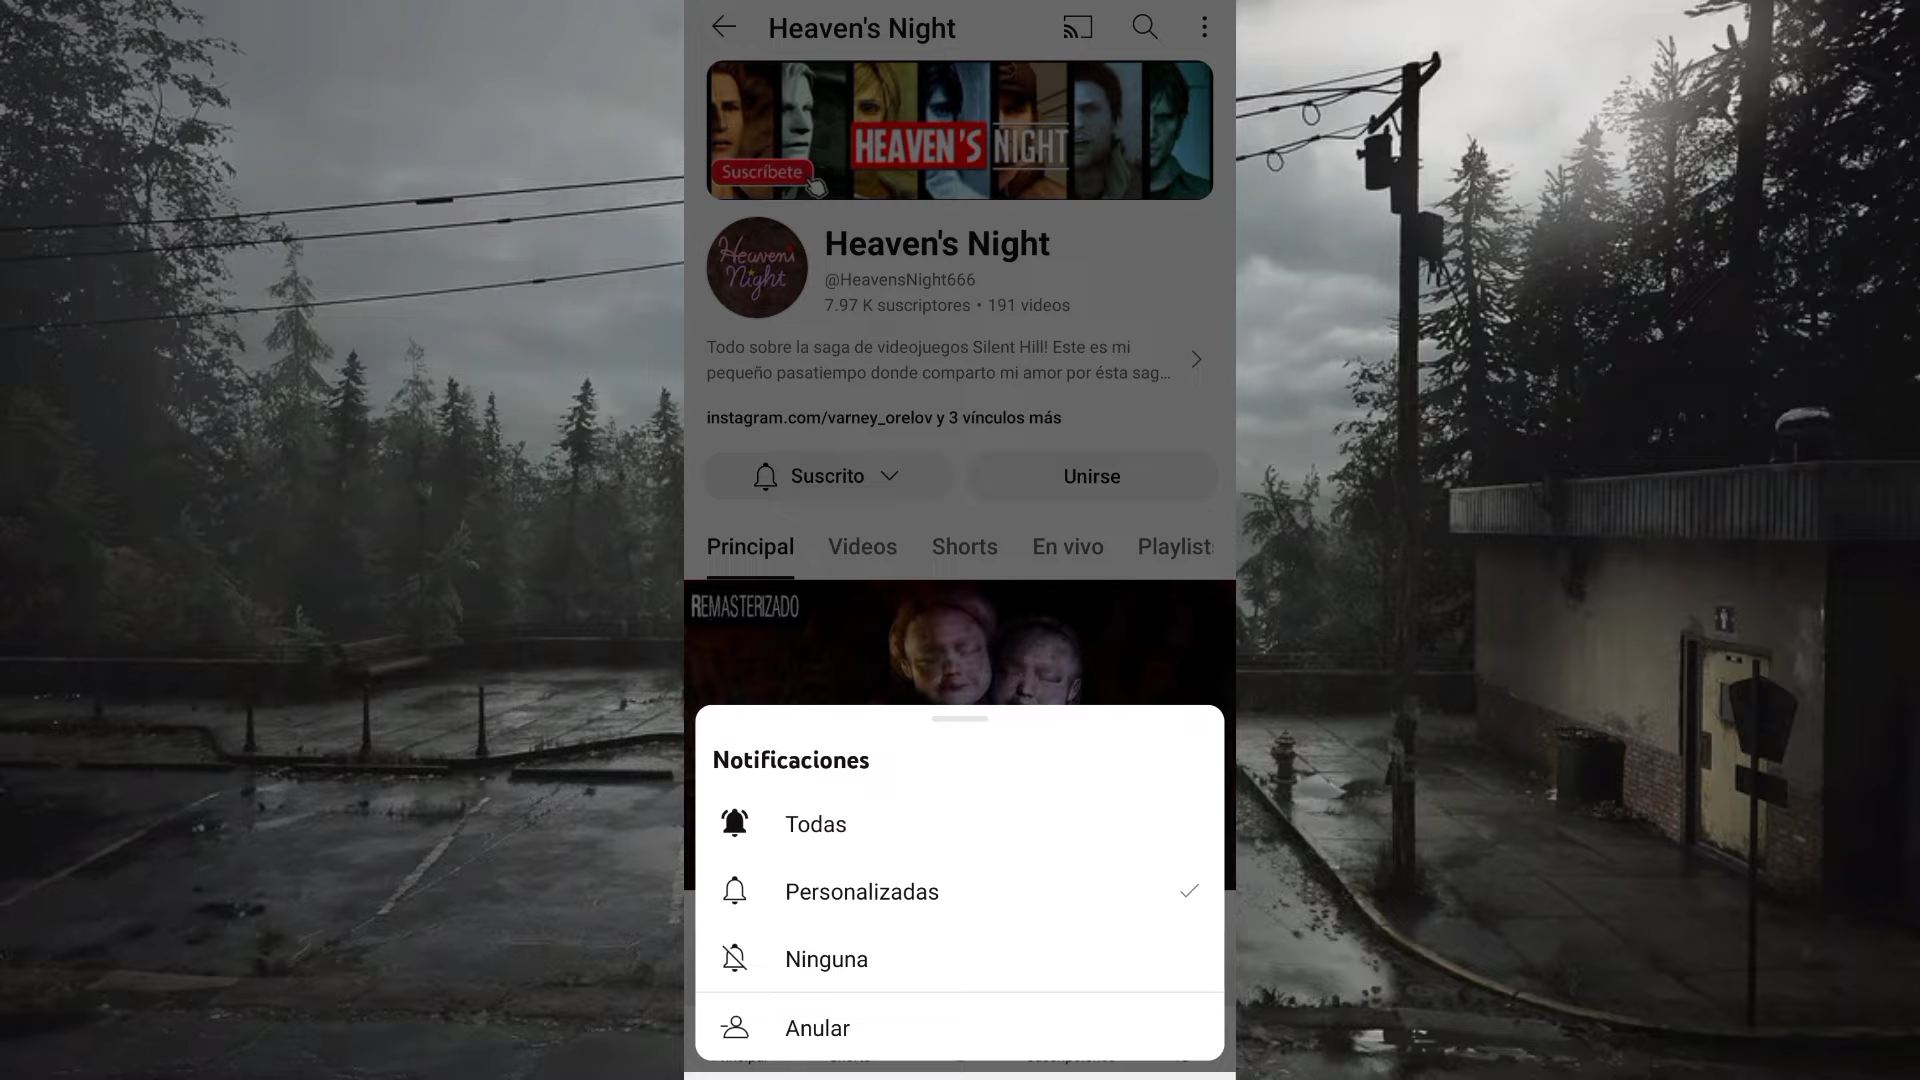 Heaven's Night
HEAVEN'S NIGHT
Suscríbete
Heaven's Night
Heaven's Night
@HeavensNight666
7.97 K suscriptores • 191 videos
Todo sobre la saga de videojuegos Silent Hill! Este es mi
pequeño pasatiempo donde comparto mi amor por ésta sag...
instagram.com/varney_orelov y 3 vínculos más
Suscrito
Unirse
Principal Videos Shorts En vivo Playlist
REMASTERIZADO
Notificaciones
Todas
Personalizadas
Ninguna
Anular